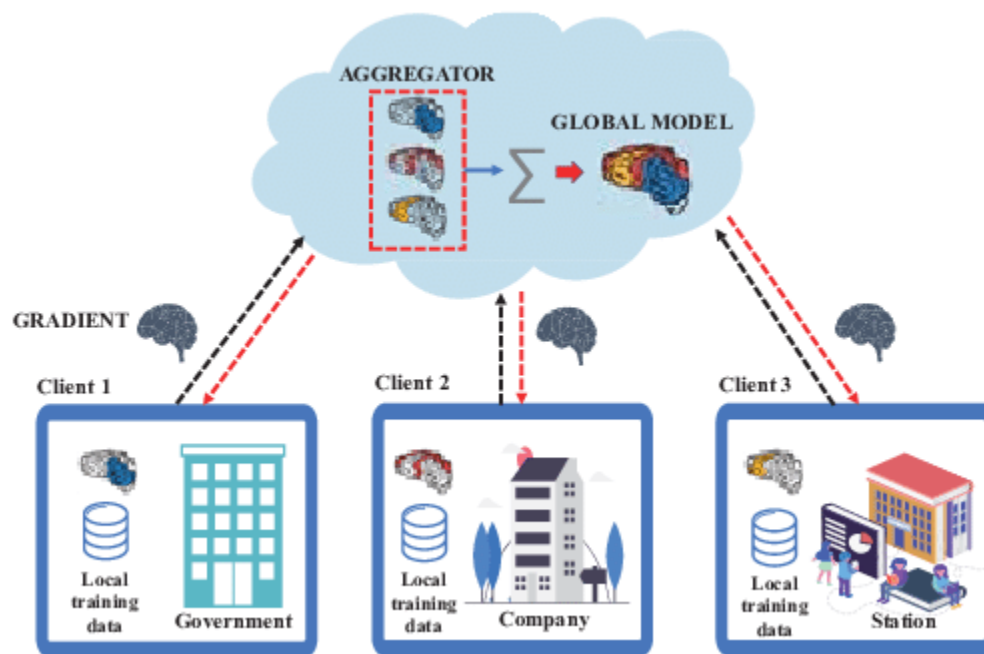 AGGREGATOR
GLOBAL MODEL
∑
GRADIENT
Client 1
Client 2
Client 3
Local
training
data
Government
Local
training
data
Company
Local
training
data
Station